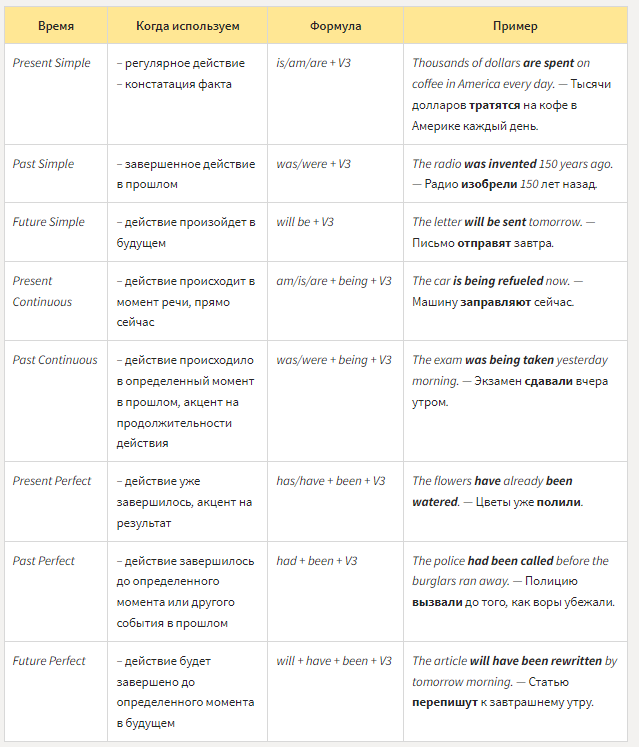 Время Когда используем Формула Пример
Present Simple – регулярное действие is/am/are + V3 Thousands of dollars are spent on
– констатация факта coffee in America every day. — Тысячи
долларов тратятся на кофе в
Америке каждый день.
Past Simple – завершенное действие was/were + V3 The radio was invented 150 years ago.
в прошлом — Радио изобрели 150 лет назад.
Future Simple – действие произойдет в will be + V3 The letter will be sent tomorrow. —
будущем Письмо отправят завтра.
Present – действие происходит в am/is/are + being + V3 The car is being refueled now. —
Continuous момент речи, прямо Машину заправляют сейчас.
сейчас
Past Continuous – действие происходило was/were + being + V3 The exam was being taken yesterday
в определенный момент morning. — Экзамен сдавали вчера
в прошлом, акцент на утром.
продолжительности
действия
Present Perfect – действие уже has/have + been + V3 The flowers have already been
завершилось, акцент на watered. — Цветы уже полили.
результат
Past Perfect – действие завершилось had + been + V3 The police had been called before the
до определенного burglars ran away. — Полицию
момента или другого вызвали до того, как воры убежали.
события в прошлом
Future Perfect – действие будет will + have + been + V3 The article will have been rewritten by
завершено до tomorrow morning. — Статью
определенного момента перепишут к завтрашнему утру.
в будущем